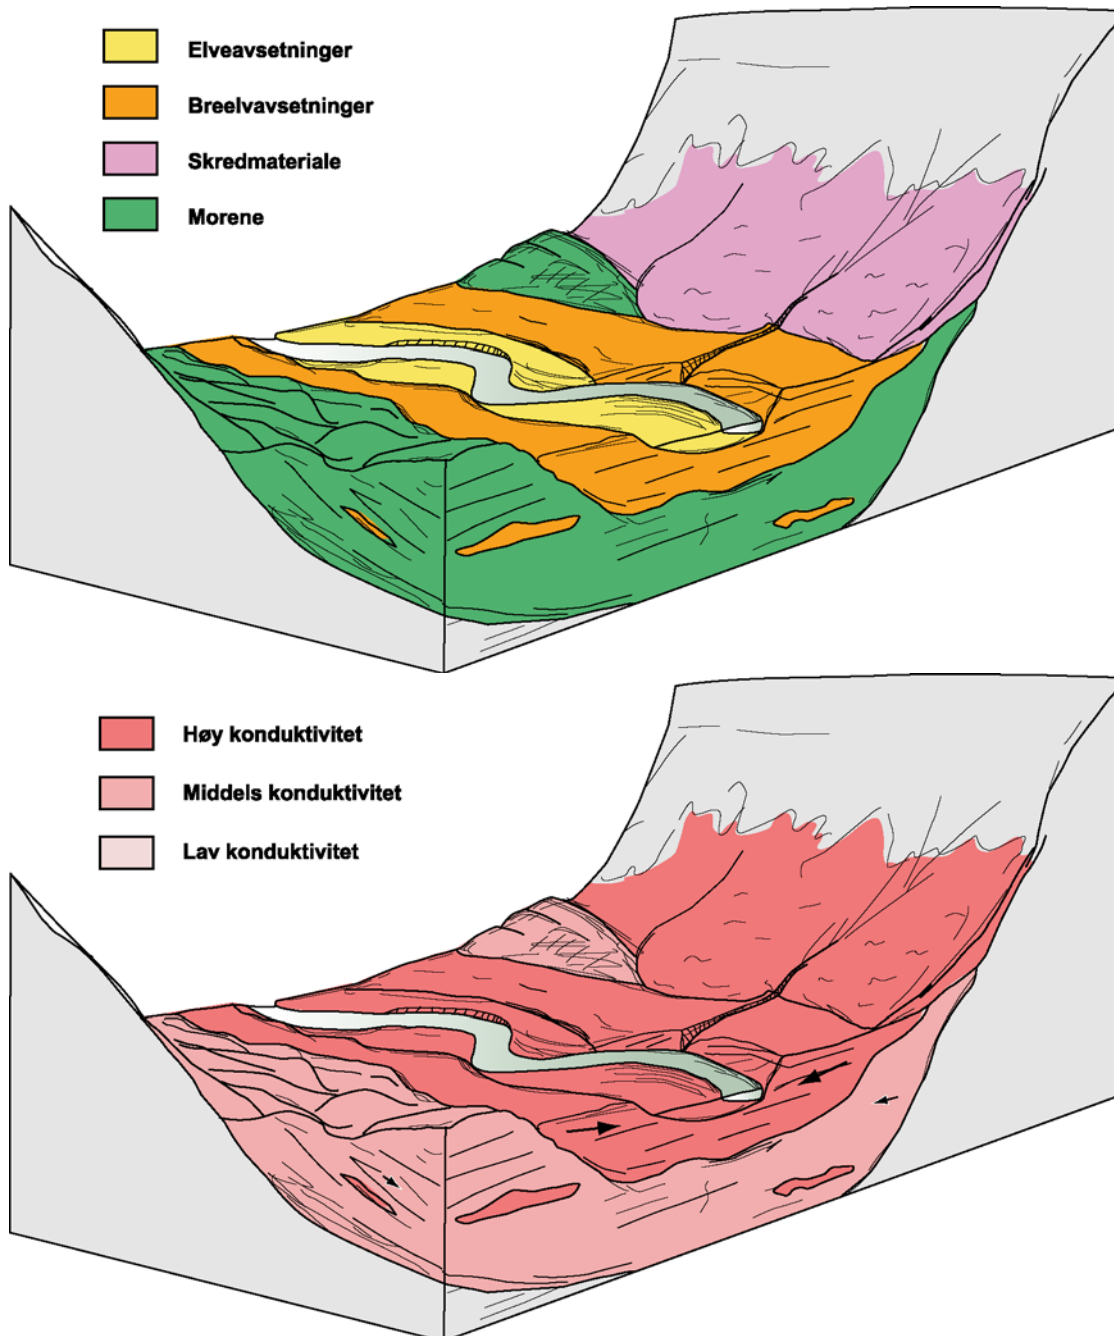 Elveavsetninger
Breelvavsetninger
Skredmateriale
Morene
Høy konduktivitet
Middels konduktivitet
Lav konduktivitet